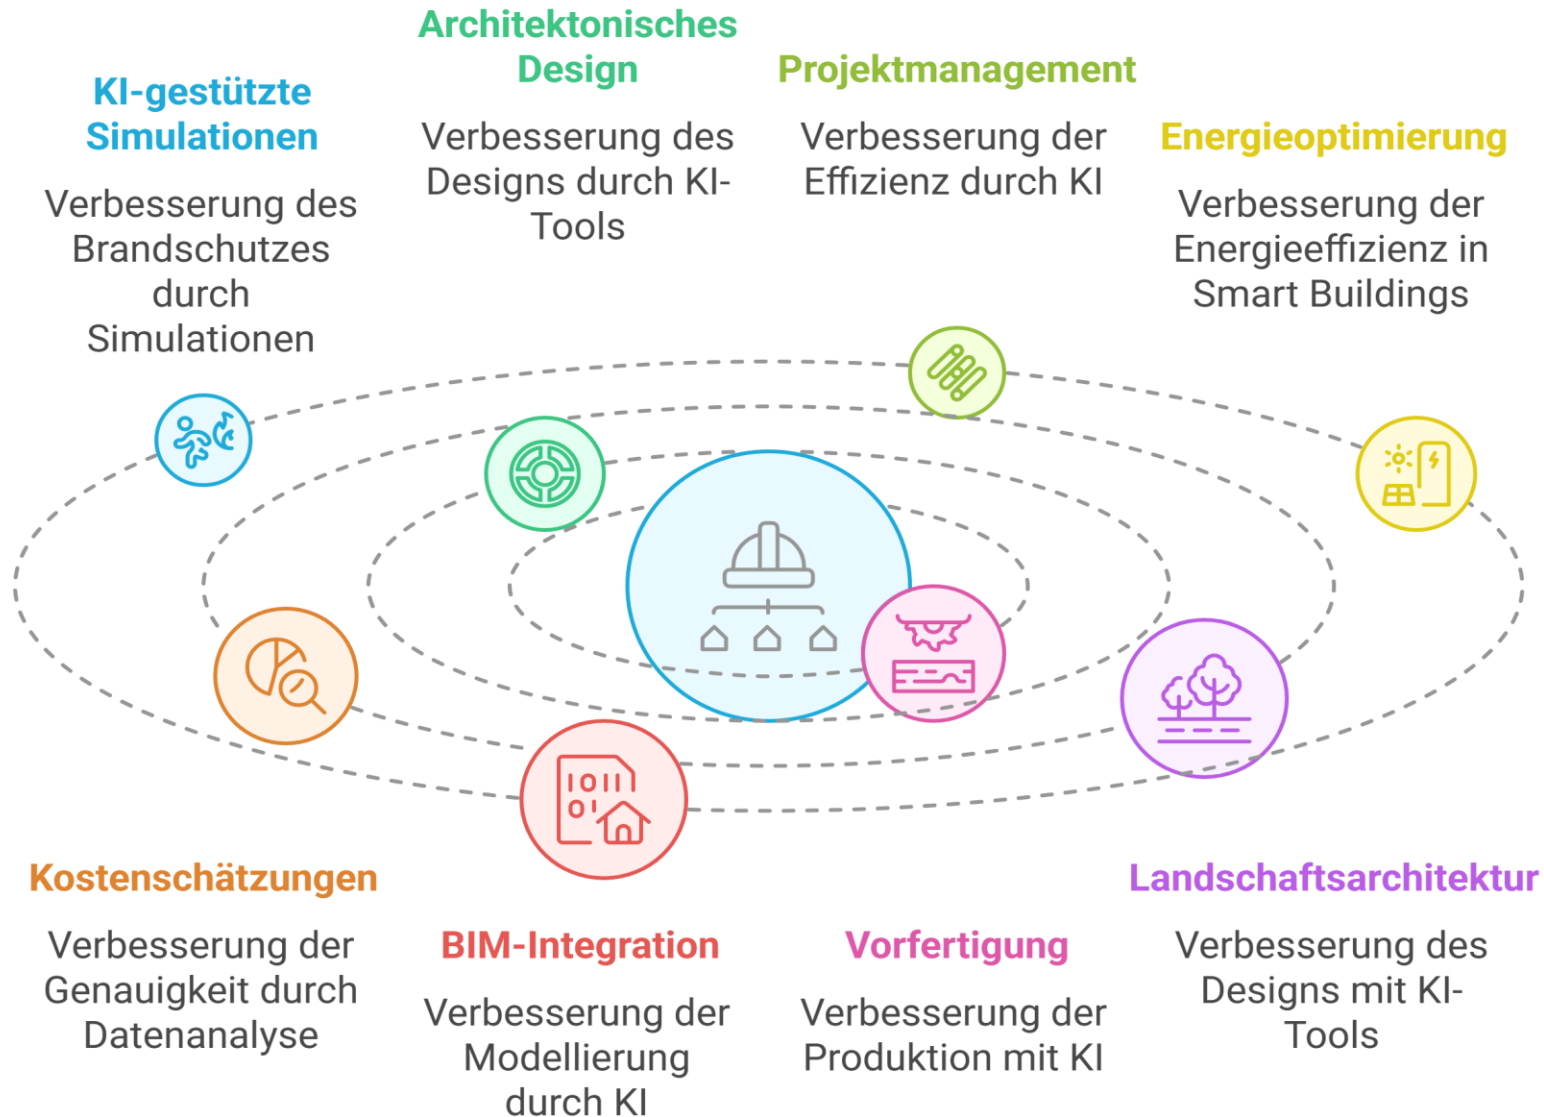 KI-gestützte
Simulationen
Verbesserung des
Brandschutzes
durch
Simulationen
Architektonisches
Design
Verbesserung des
Designs durch KI-
Tools
Projektmanagement
Verbesserung der
Effizienz durch KI
Energieoptimierung
Verbesserung der
Energieeffizienz in
Smart Buildings
Kostenschätzungen
Verbesserung der
Genauigkeit durch
Datenanalyse
BIM-Integration
Verbesserung der
Modellierung
durch KI
Vorfertigung
Verbesserung der
Produktion mit KI
Landschaftsarchitektur
Verbesserung des
Designs mit KI-
Tools